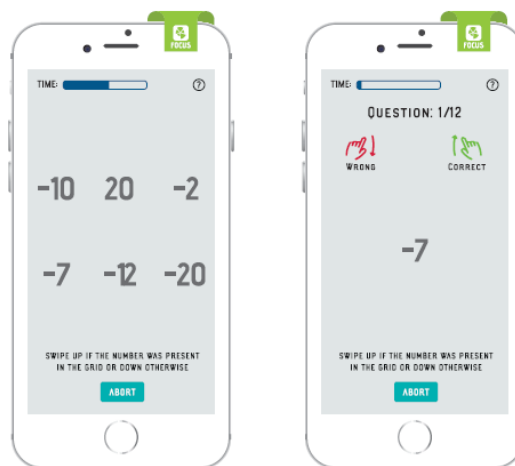 FOCUS
TIME:
?
-10 20 -2
-7 -12 -20
SWIPE UP IF THE NUMBER WAS PRESENT
IN THE GRID OR DOWN OTHERWISE
ABORT
FOCUS
TIME:
?
QUESTION: 1/12
WRONG CORRECT
-7
SWIPE UP IF THE NUMBER WAS PRESENT
IN THE GRID OR DOWN OTHERWISE
ABORT